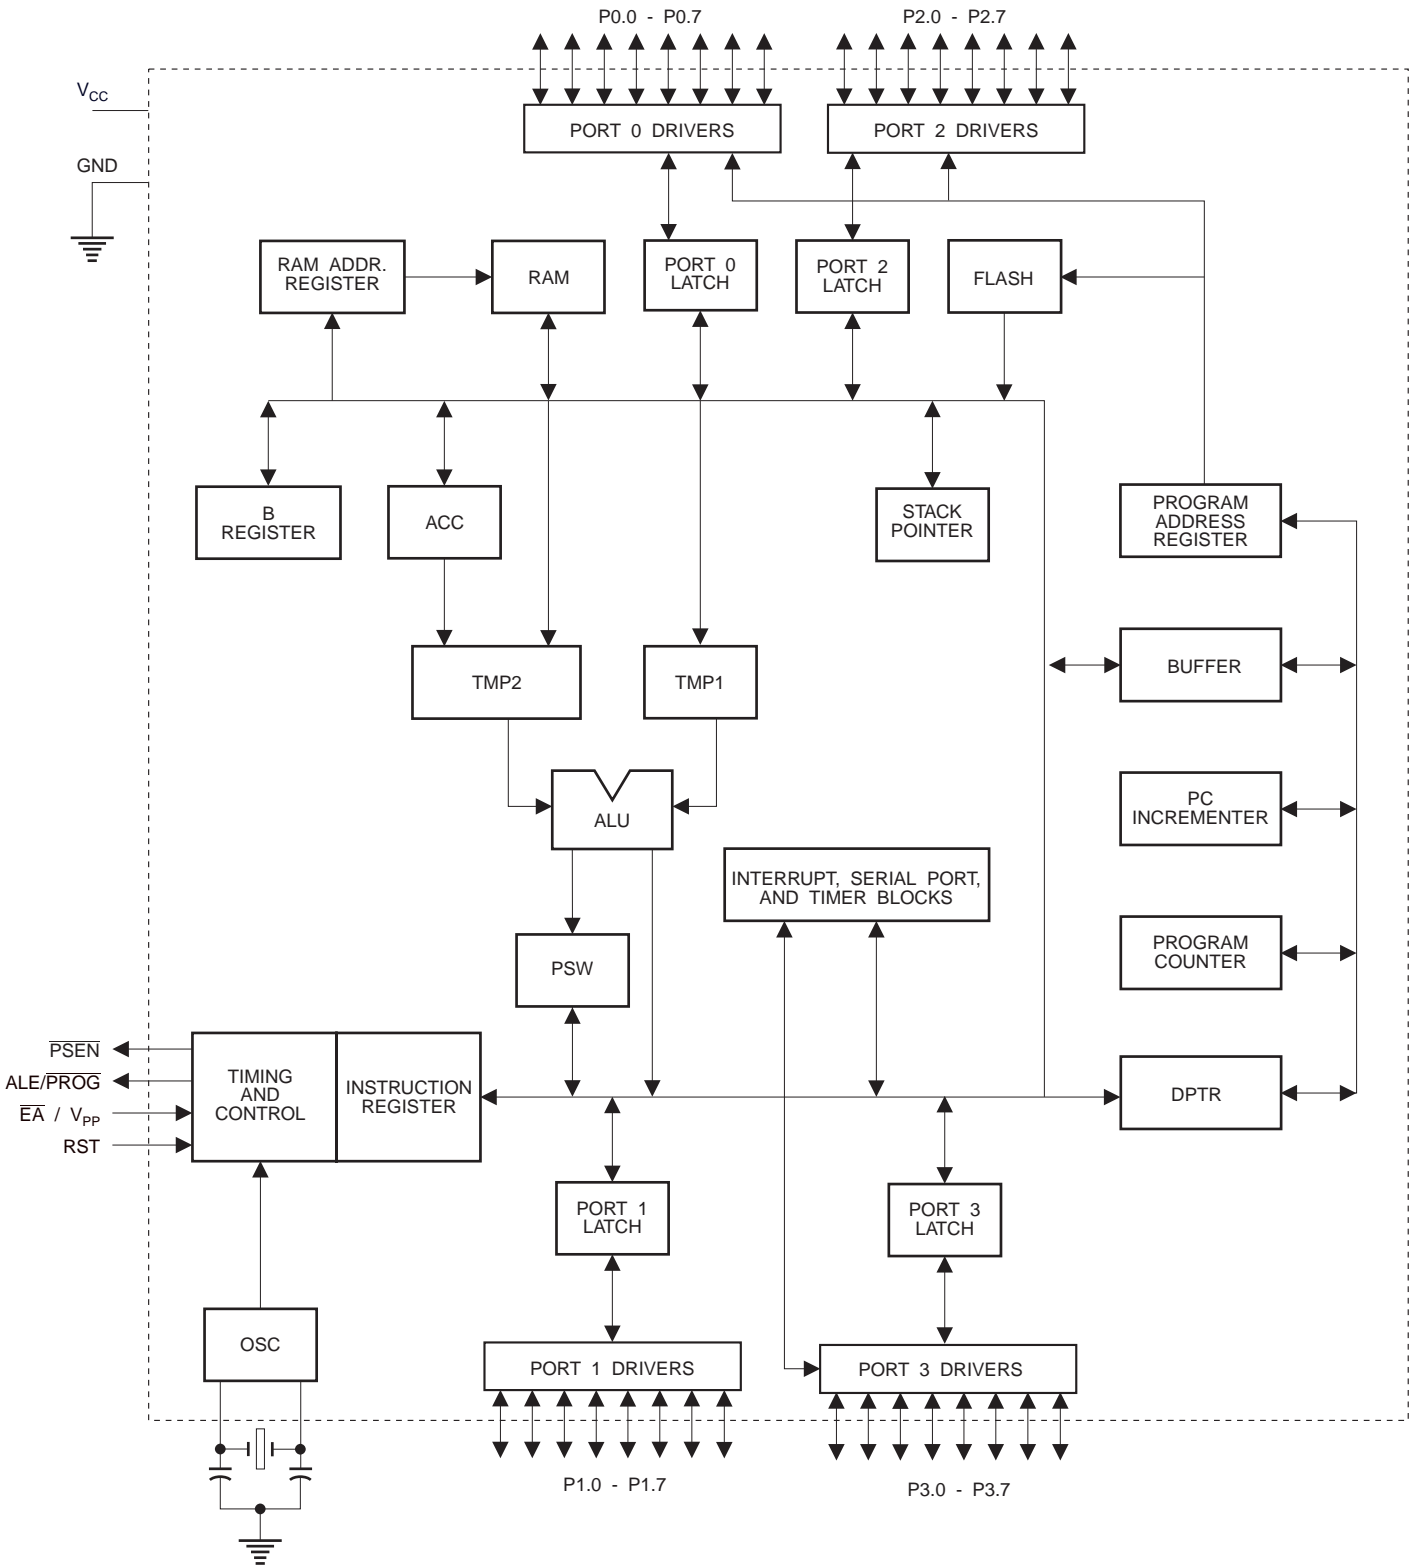 P0.0 - P0.7
P2.0 - P2.7
VCC
GND
PORT 0 DRIVERS
PORT 2 DRIVERS
RAM ADDR.
REGISTER
RAM
PORT 0
LATCH
PORT 2
LATCH
FLASH
B
REGISTER
ACC
STACK
POINTER
PROGRAM
ADDRESS
REGISTER
BUFFER
TMP2
TMP1
ALU
PC
INCREMENTER
INTERRUPT, SERIAL PORT,
AND TIMER BLOCKS
PSW
PROGRAM
COUNTER
P̅S̅E̅N̅
ALE/P̅R̅O̅G̅
E̅A̅ / VPP
RST
TIMING
AND
CONTROL
INSTRUCTION
REGISTER
DPTR
PORT 1
LATCH
PORT 3
LATCH
OSC
PORT 1 DRIVERS
PORT 3 DRIVERS
P1.0 - P1.7
P3.0 - P3.7